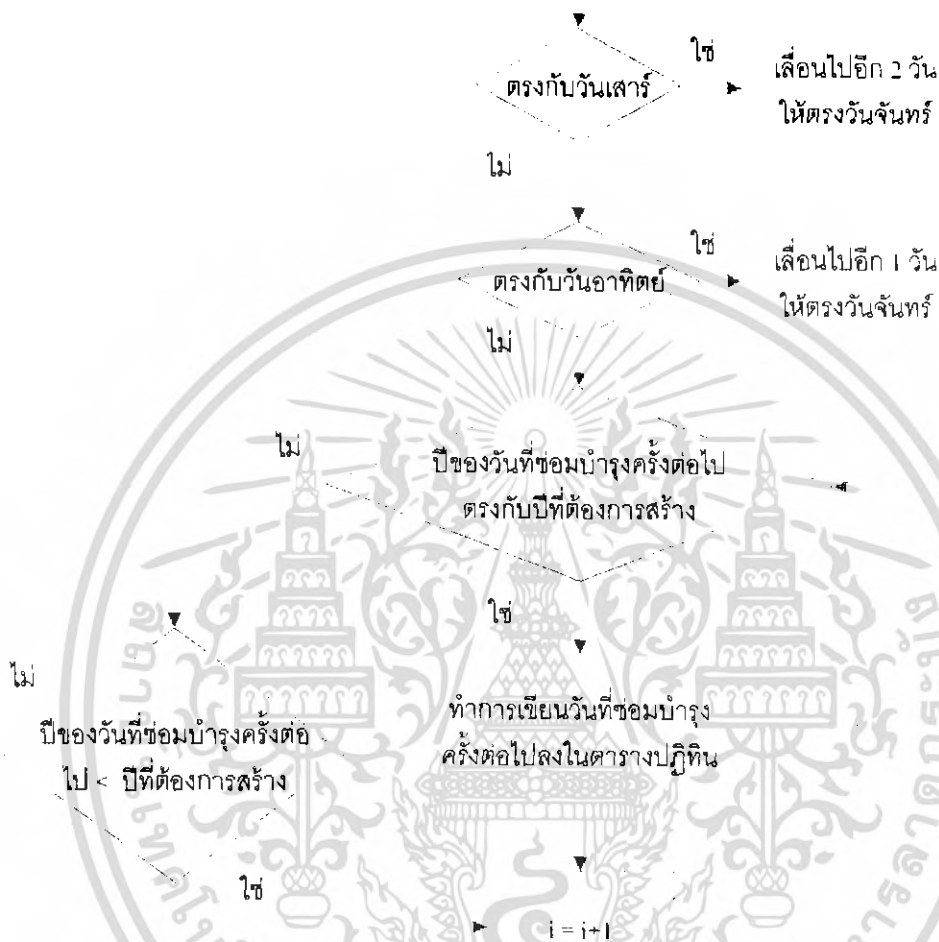 ใช่
ตรงกับวันเสาร์
เลื่อนไปอีก 2 วัน
ให้ตรงวันจันทร์
ไม่
ใช่
ตรงกับวันอาทิตย์
เลื่อนไปอีก 1 วัน
ให้ตรงวันจันทร์
ไม่
ไม่
ปีของวันที่ซ่อมบำรุงครั้งต่อไป
ตรงกับปีที่ต้องการสร้าง
ใช่
ไม่
ปีของวันที่ซ่อมบำรุงครั้งต่อ
ไป < ปีที่ต้องการสร้าง
ทำการเขียนวันที่ซ่อมบำรุง
ครั้งต่อไปลงในตารางปฏิทิน
ใช่
i = i+1